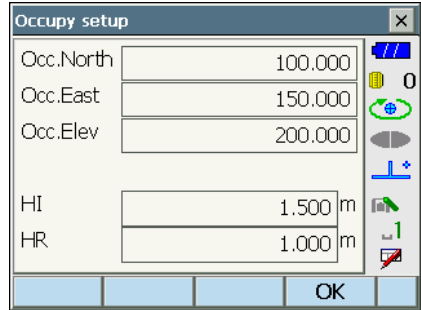 Occupy setup
Occ.North 100.000
0
Occ.East 150.000
Occ.Elev 200.000
HI 1.500 m
HR 1.000 m
1
OK